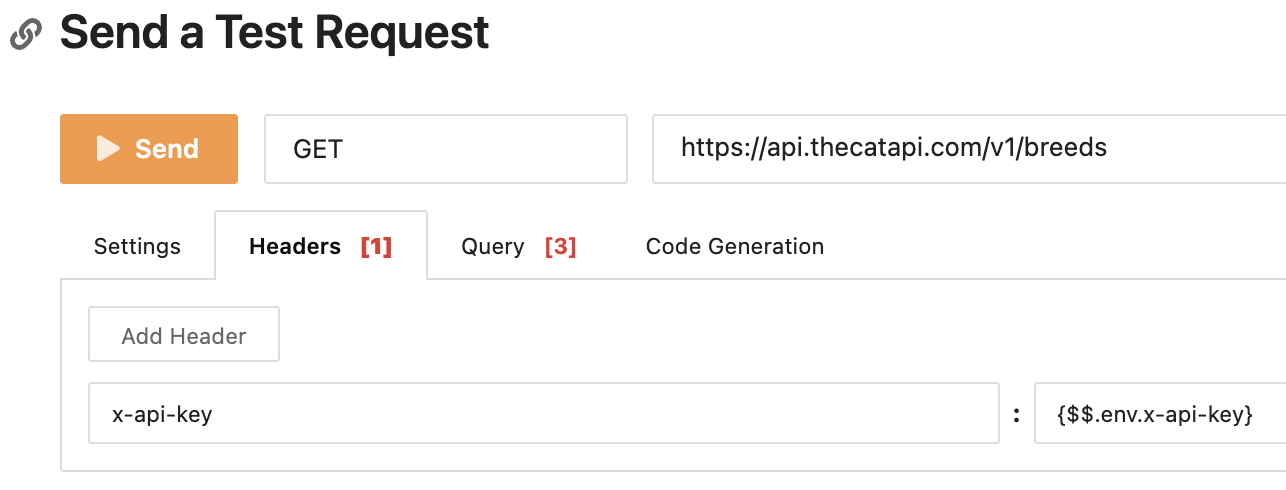 Send a Test Request
Send GET https://api.thecatapi.com/v1/breeds
Settings Headers [1] Query [3] Code Generation
Add Header
x-api-key : {$$.env.x-api-key}